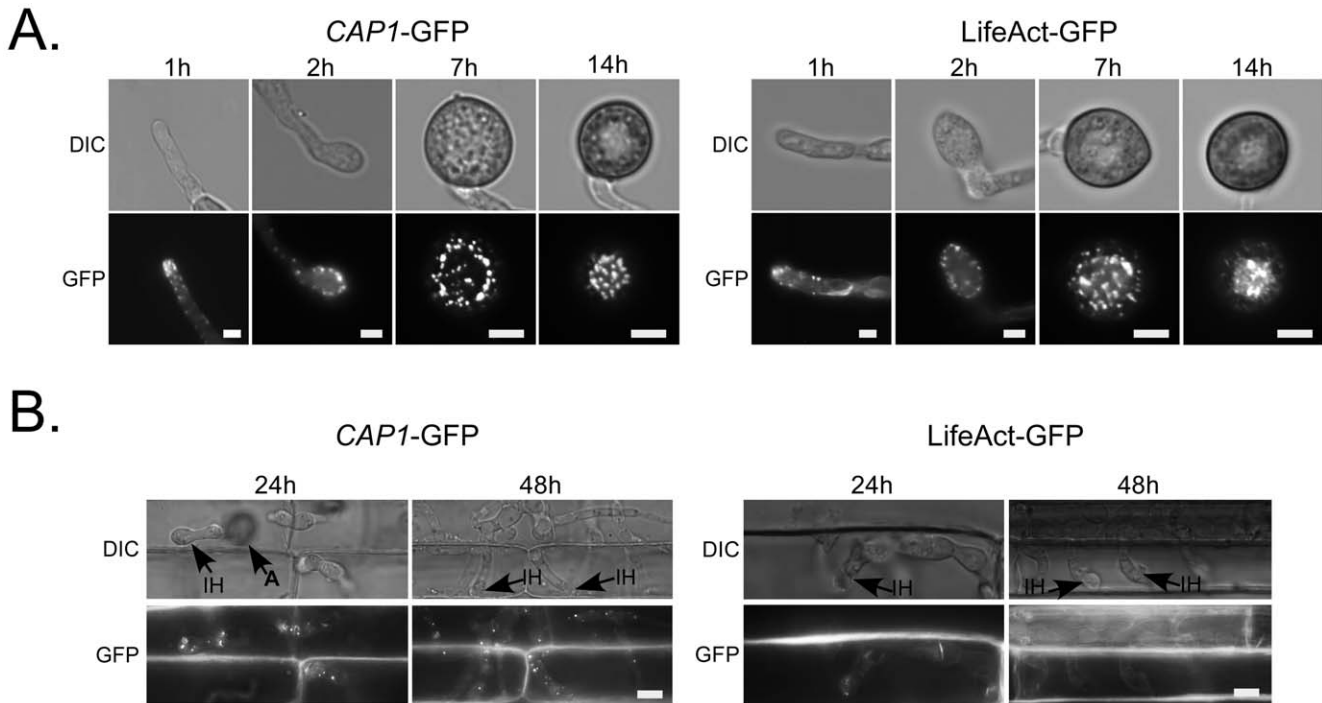 A.
CAP1-GFP LifeAct-GFP
1h 2h 7h 14h 1h 2h 7h 14h
DIC DIC
GFP GFP
B.
CAP1-GFP LifeAct-GFP
24h 48h 24h 48h
DIC IH A IH IH DIC IH IH IH
GFP GFP